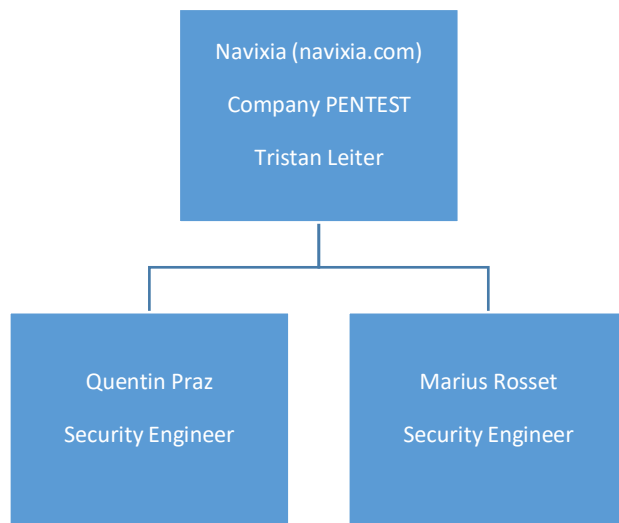 Navixia (navixia.com)
Company PENTEST
Tristan Leiter
Quentin Praz
Security Engineer
Marius Rosset
Security Engineer